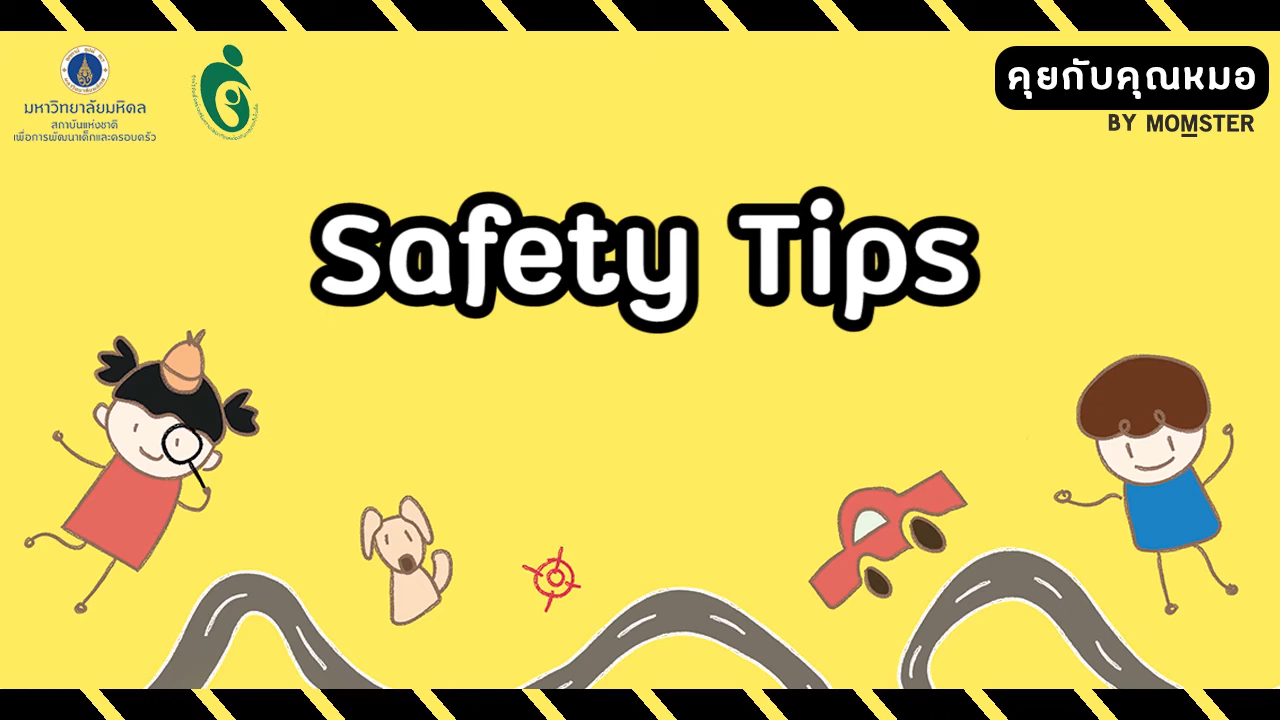 มหาวิทยาลัยมหิดล
สถาบันแห่งชาติ
เพื่อการพัฒนาเด็กและครอบครัว
คุยกับคุณหมอ
BY MOMSTER
Safety Tips